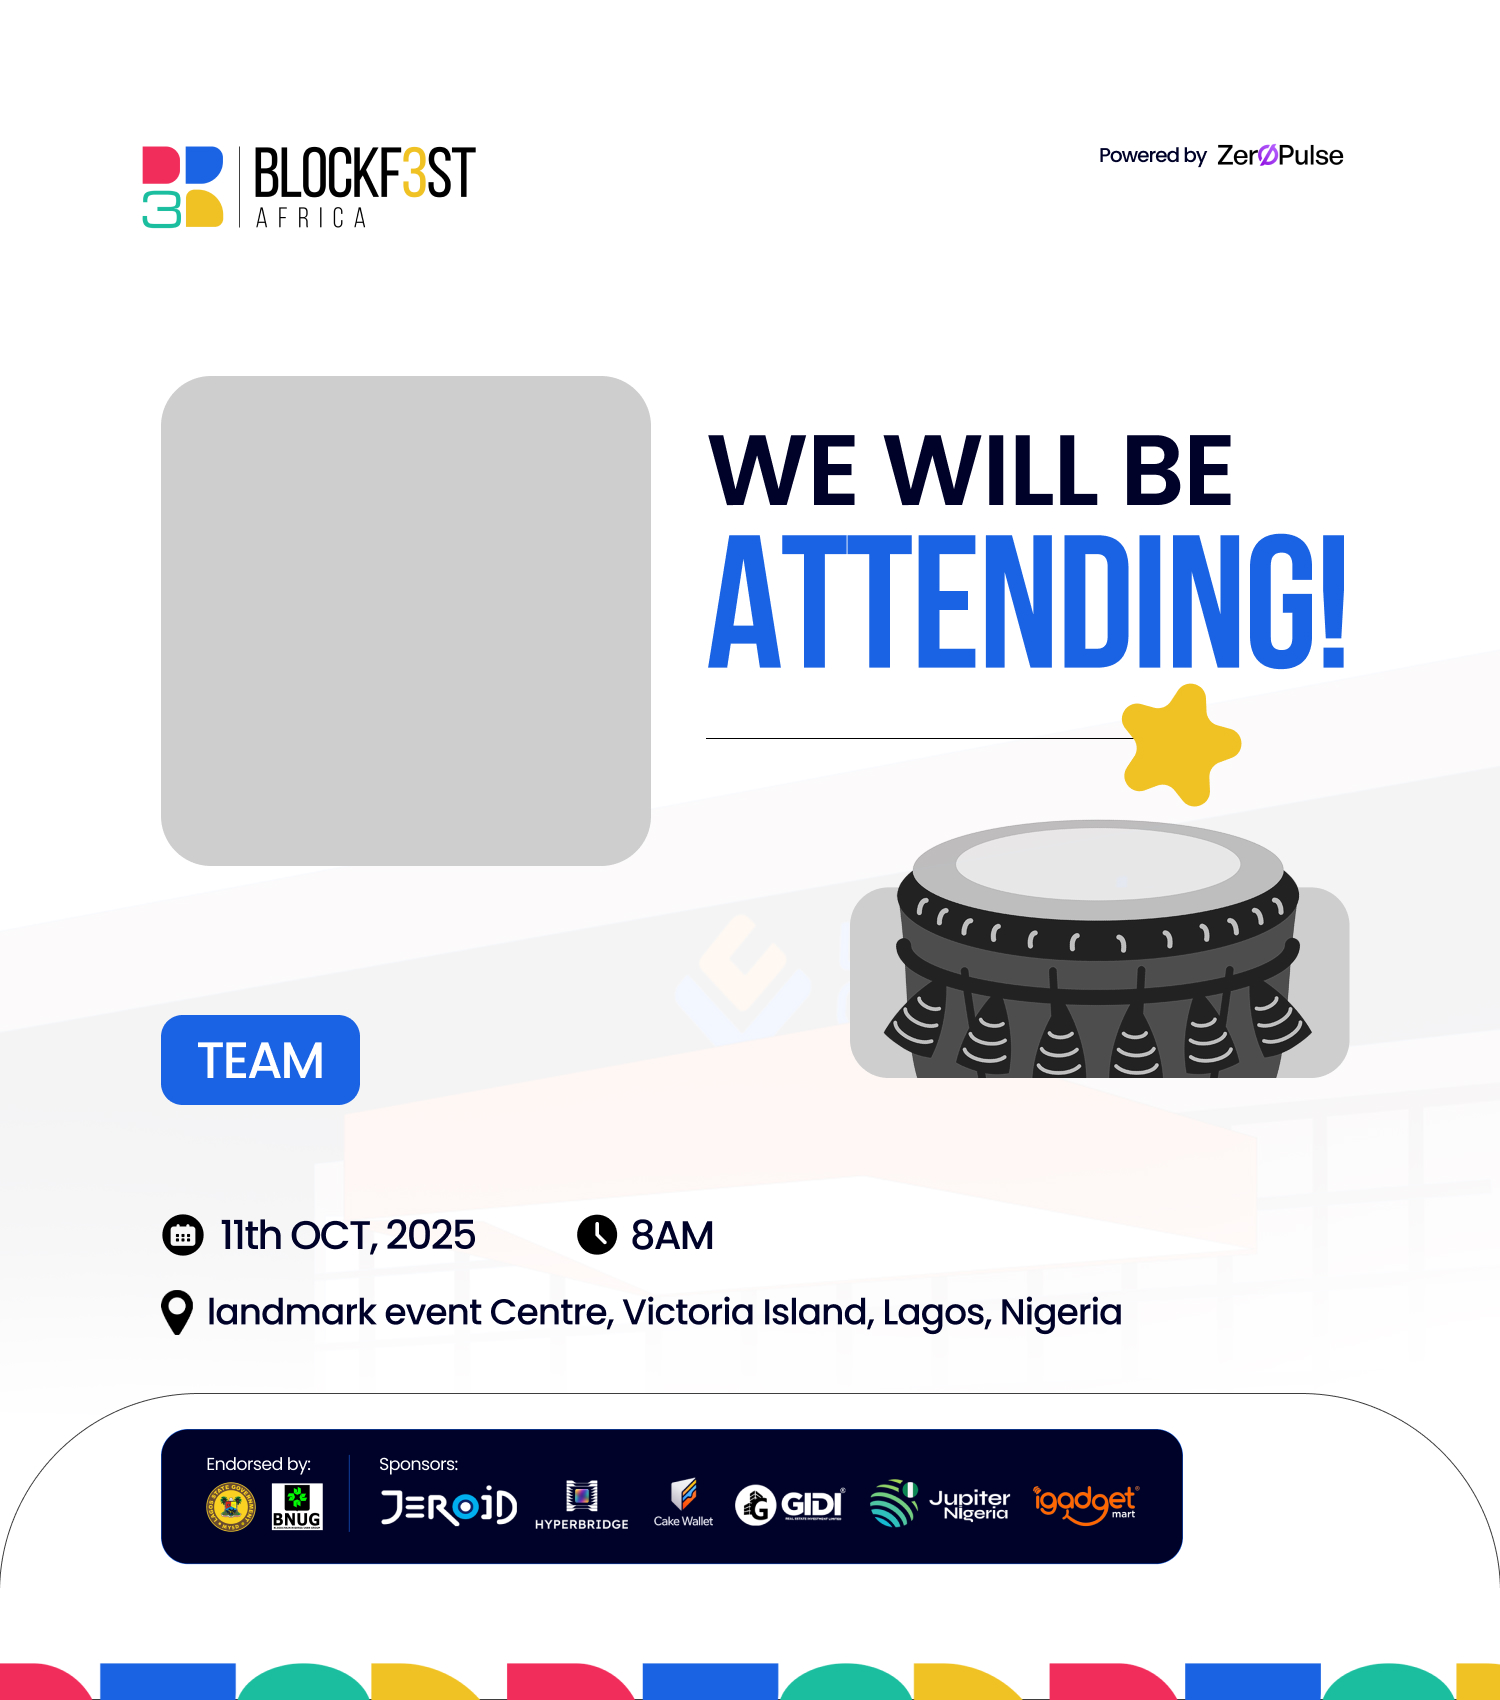 BLOCKF3ST
AFRICA
Powered by ZerØPulse
WE WILL BE
ATTENDING!
TEAM
11th OCT, 2025
8AM
landmark event Centre, Victoria Island, Lagos, Nigeria
Endorsed by:
Sponsors:
BNUG
JEROID
HYPERBRIDGE
Cake Wallet
GIDI
Jupiter
Nigeria
igadget
mart